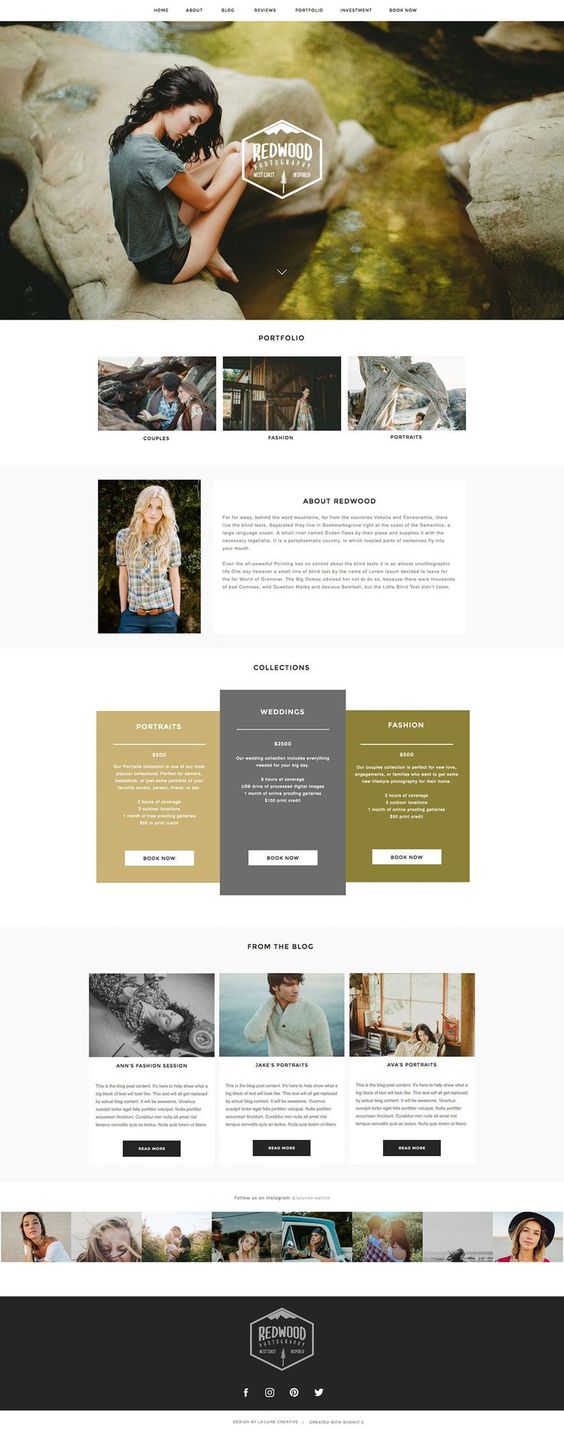 HOME ABOUT BLOG REVIEWS PORTFOLIO INVESTMENT BOOK NOW
REDWOOD
PHOTOGRAPHY
WEST COAST INSPIRED
PORTFOLIO
COUPLES FASHION PORTRAITS
ABOUT REDWOOD
Far far away, behind the word mountains, far from the countries Vokalia and Consonantia, there
live the blind texts. Separated they live in Bookmarksgrove right at the coast of the Semantics, a
large language ocean. A small river named Duden flows by their place and supplies it with the
necessary regelialia. It is a paradisematic country, in which roasted parts of sentences fly into
your mouth.
Even the all-powerful Pointing has no control about the blind texts it is an almost unorthographic
life One day however a small line of blind text by the name of Lorem Ipsum decided to leave for
the far World of Grammar. The Big Oxmox advised her not to do so, because there were thousands
of bad Commas, wild Question Marks and devious Semikoli, but the Little Blind Text didn't listen.
COLLECTIONS
PORTRAITS
$300
Our Portraits collection is one of our most
popular collections! Perfect for seniors,
headshots, or just some portraits of your
favorite cousin, person, friend, or pet.
2 hours of coverage
3 outdoor locations
1 month of free proofing galleries
$50 in print credit
BOOK NOW
WEDDINGS
$2500
Our wedding collection includes everything
needed for your big day.
8 hours of coverage
USB drive of processed digital images
1 month of online proofing galleries
$100 print credit
BOOK NOW
FASHION
$500
Our couples collection is perfect for new love,
engagements, or families who want to get some
new lifestyle photography for their home.
3 hours of coverage
3 outdoor locations
1 month of online proofing galleries
$50 print credit
BOOK NOW
FROM THE BLOG
ANN'S FASHION SESSION
This is the blog post content. It's here to help show what a
big block of text will look like. This text will all get replaced
by actual blog content. It will be awesome. Vivamus
suscipit tortor eget felis porttitor volutpat. Nulla porttitor
accumsan tincidunt. Curabitur non nulla sit amet nisl
tempus convallis quis ac lectus. Nulla quis lorem ut libero
READ MORE
JAKE'S PORTRAITS
This is the blog post content. It's here to help show what a
big block of text will look like. This text will all get replaced
by actual blog content. It will be awesome. Vivamus
suscipit tortor eget felis porttitor volutpat. Nulla porttitor
accumsan tincidunt. Curabitur non nulla sit amet nisl
tempus convallis quis ac lectus. Nulla quis lorem ut libero
READ MORE
AVA'S PORTRAITS
This is the blog post content. It's here to help show what a
big block of text will look like. This text will all get replaced
by actual blog content. It will be awesome. Vivamus
suscipit tortor eget felis porttitor volutpat. Nulla porttitor
accumsan tincidunt. Curabitur non nulla sit amet nisl
tempus convallis quis ac lectus. Nulla quis lorem ut libero
READ MORE
Follow us on Instagram @lalunecreative
REDWOOD
PHOTOGRAPHY
WEST COAST INSPIRED
DESIGN BY LA LUNE CREATIVE | CREATED WITH SHOWIT 5